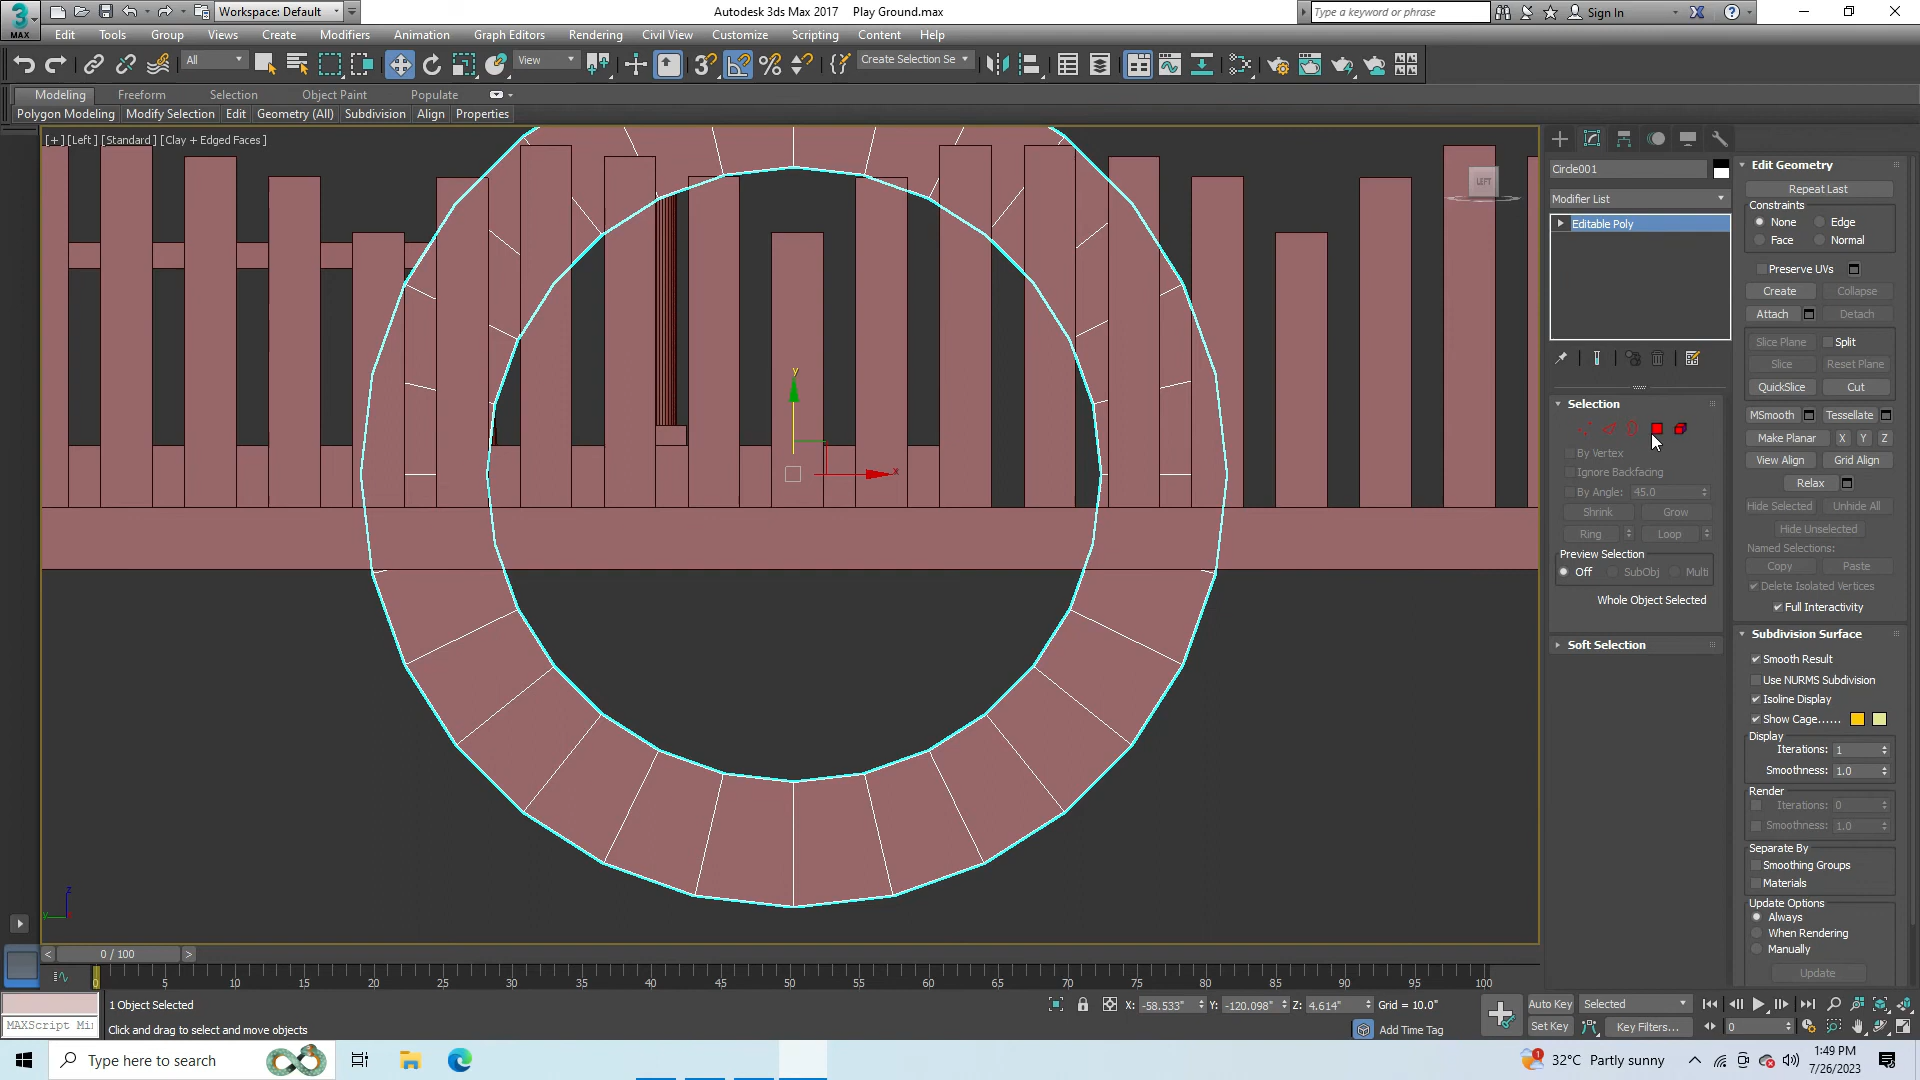 3
MAX
Workspace: Default
Autodesk 3ds Max 2017    Play Ground.max
Type a keyword or phrase
Sign In
Edit Tools Group Views Create Modifiers Animation Graph Editors Rendering Civil View Customize Scripting Content Help
All
View
Create Selection Se
Modeling Freeform Selection Object Paint Populate
Polygon Modeling Modify Selection Edit Geometry (All) Subdivision Align Properties
[+] [Left] [Standard] [Clay + Edged Faces]
LEFT
y
x
z
y
Circle001
Modifier List
Editable Poly
Selection
By Vertex
Ignore Backfacing
By Angle: 45.0
Shrink Grow
Ring Loop
Preview Selection
Off SubObj Multi
Whole Object Selected
Soft Selection
Edit Geometry
Repeat Last
Constraints
None Edge
Face Normal
Preserve UVs
Create Collapse
Attach Detach
Slice Plane Split
Slice Reset Plane
QuickSlice Cut
MSmooth Tessellate
Make Planar X Y Z
View Align Grid Align
Relax
Hide Selected Unhide All
Hide Unselected
Named Selections:
Copy Paste
Delete Isolated Vertices
Full Interactivity
Subdivision Surface
Smooth Result
Use NURMS Subdivision
Isoline Display
Show Cage......
Display
Iterations: 1
Smoothness: 1.0
Render
Iterations: 0
Smoothness: 1.0
Separate By
Smoothing Groups
Materials
Update Options
Always
When Rendering
Manually
Update
< 0 / 100 >
0 5 10 15 20 25 30 35 40 45 50 55 60 65 70 75 80 85 90 95 100
1 Object Selected
X: -58.533" Y: -120.098" Z: 4.614" Grid = 10.0"
Auto Key Selected
MAXScript Mi
Click and drag to select and move objects
Add Time Tag
Set Key Key Filters... 0
Type here to search
1
32°C Partly sunny
1:49 PM
7/26/2023